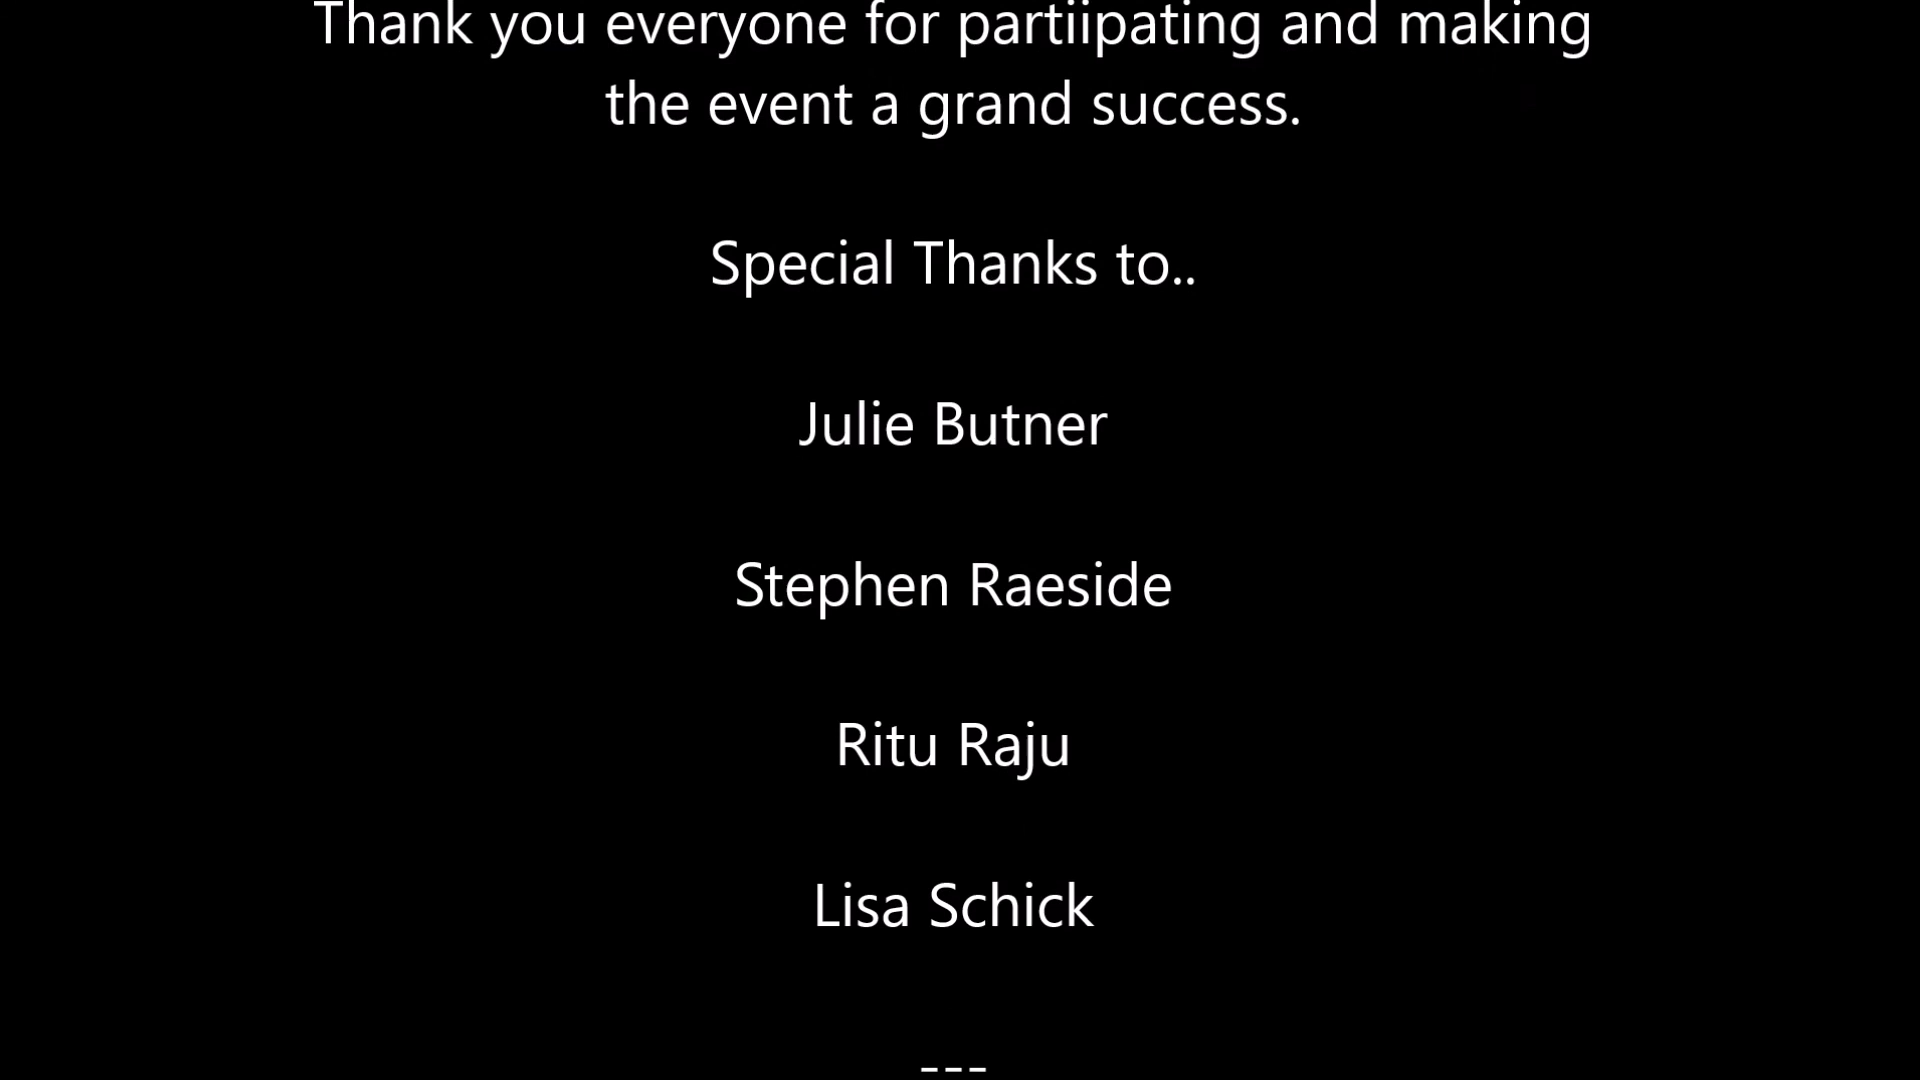 Thank you everyone for partiipating and making
the event a grand success.
Special Thanks to..
Julie Butner
Stephen Raeside
Ritu Raju
Lisa Schick
---